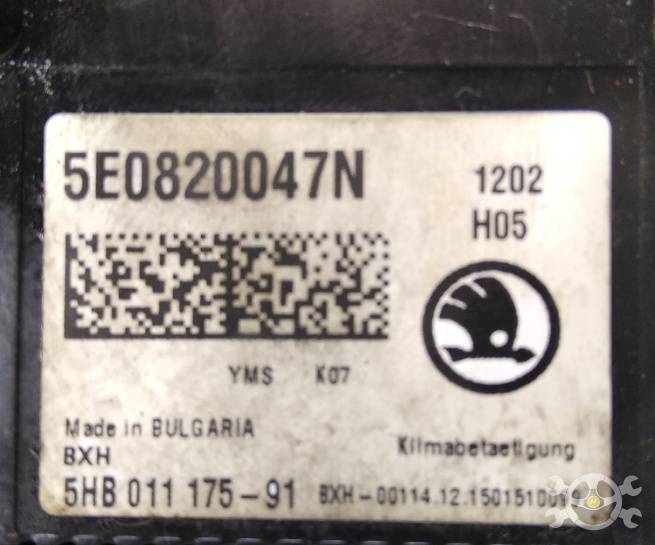 5E0820047N 1202
H05
YMS K07
Made in BULGARIA
BXH
Klimabetaetigung
5HB 011 175-91